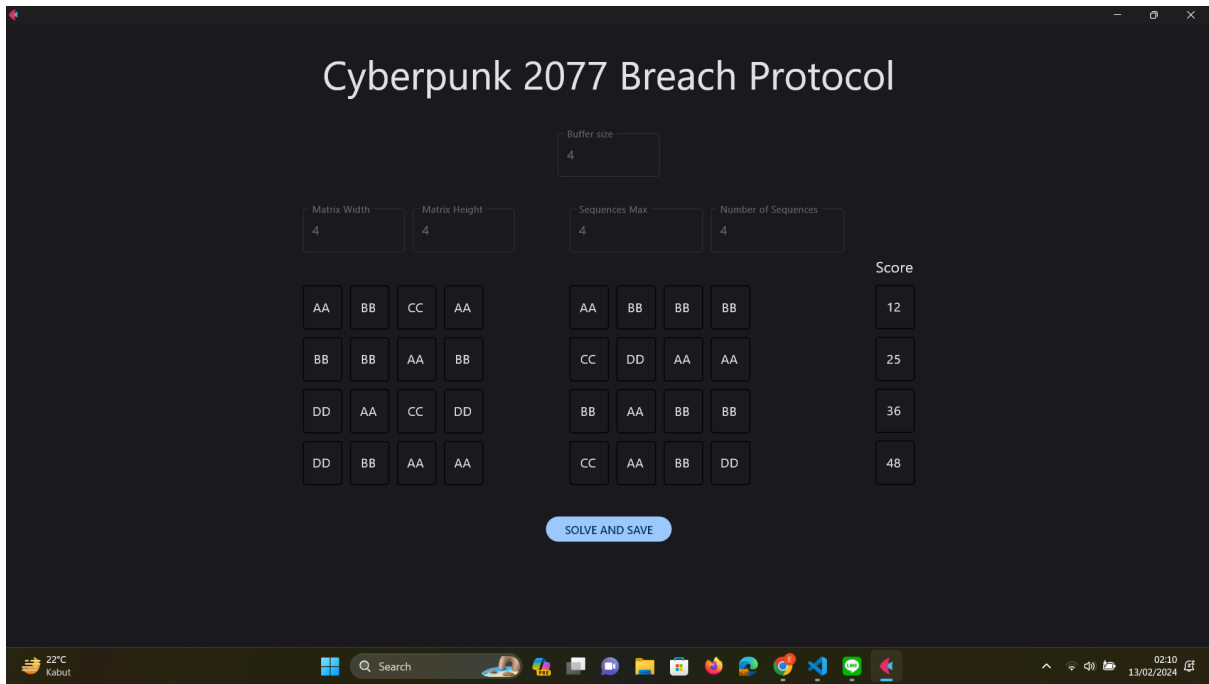 Cyberpunk 2077 Breach Protocol
Buffer size
4
Matrix Width Matrix Height Sequences Max Number of Sequences
4 4 4 4
Score
AA BB CC AA AA BB BB BB 12
BB BB AA BB CC DD AA AA 25
DD AA CC DD BB AA BB BB 36
DD BB AA AA CC AA BB DD 48
SOLVE AND SAVE
22°C
Kabut
Search
PRE
LINE
02:10
13/02/2024